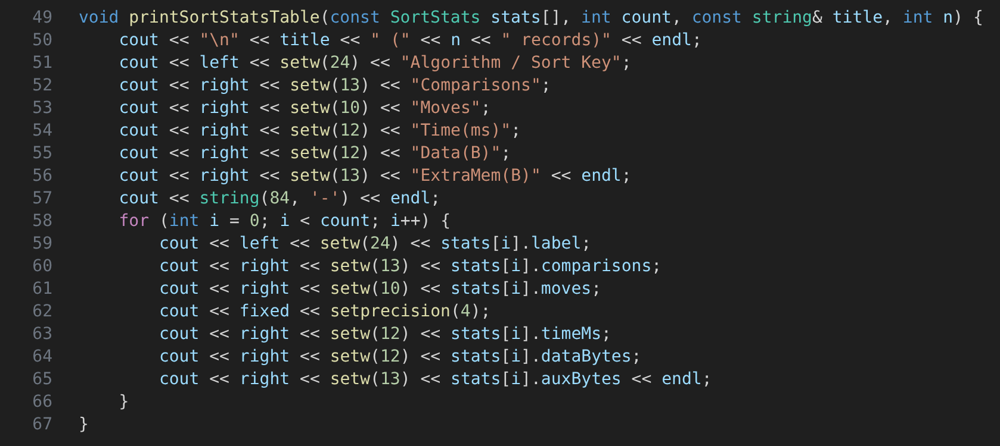 49 void printSortStatsTable(const SortStats stats[], int count, const string& title, int n) {
50     cout << "\n" << title << " (" << n << " records)" << endl;
51     cout << left << setw(24) << "Algorithm / Sort Key";
52     cout << right << setw(13) << "Comparisons";
53     cout << right << setw(10) << "Moves";
54     cout << right << setw(12) << "Time(ms)";
55     cout << right << setw(12) << "Data(B)";
56     cout << right << setw(13) << "ExtraMem(B)" << endl;
57     cout << string(84, '-') << endl;
58     for (int i = 0; i < count; i++) {
59         cout << left << setw(24) << stats[i].label;
60         cout << right << setw(13) << stats[i].comparisons;
61         cout << right << setw(10) << stats[i].moves;
62         cout << fixed << setprecision(4);
63         cout << right << setw(12) << stats[i].timeMs;
64         cout << right << setw(12) << stats[i].dataBytes;
65         cout << right << setw(13) << stats[i].auxBytes << endl;
66     }
67 }